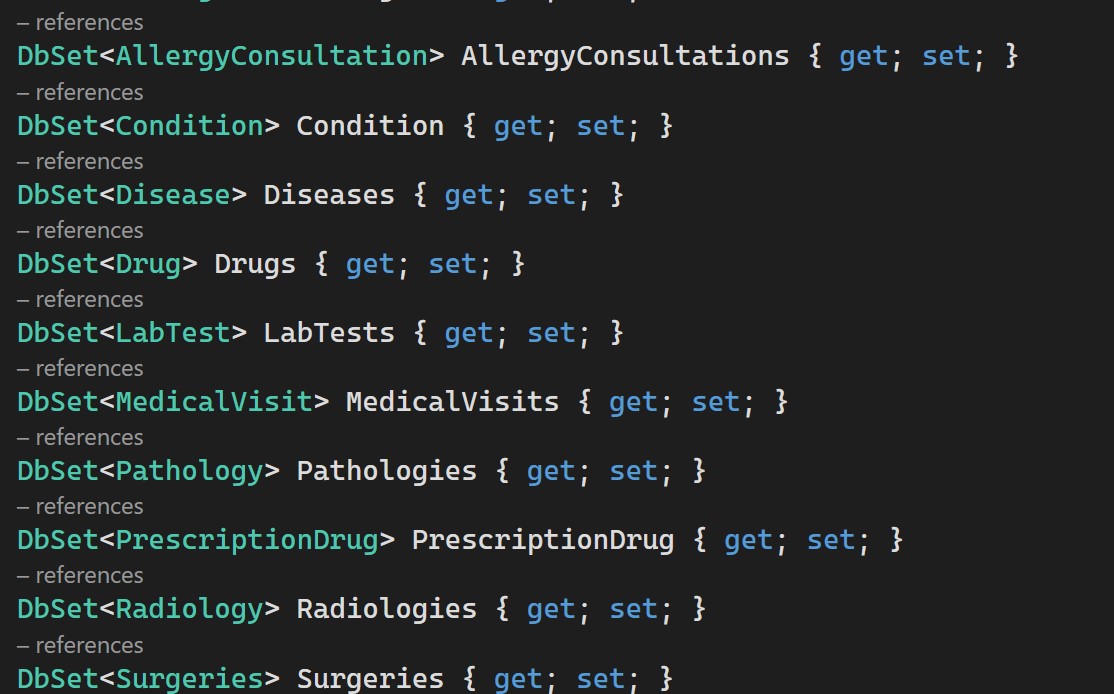 – references
DbSet<AllergyConsultation> AllergyConsultations { get; set; }
– references
DbSet<Condition> Condition { get; set; }
– references
DbSet<Disease> Diseases { get; set; }
– references
DbSet<Drug> Drugs { get; set; }
– references
DbSet<LabTest> LabTests { get; set; }
– references
DbSet<MedicalVisit> MedicalVisits { get; set; }
– references
DbSet<Pathology> Pathologies { get; set; }
– references
DbSet<PrescriptionDrug> PrescriptionDrug { get; set; }
– references
DbSet<Radiology> Radiologies { get; set; }
– references
DbSet<Surgeries> Surgeries { get; set; }